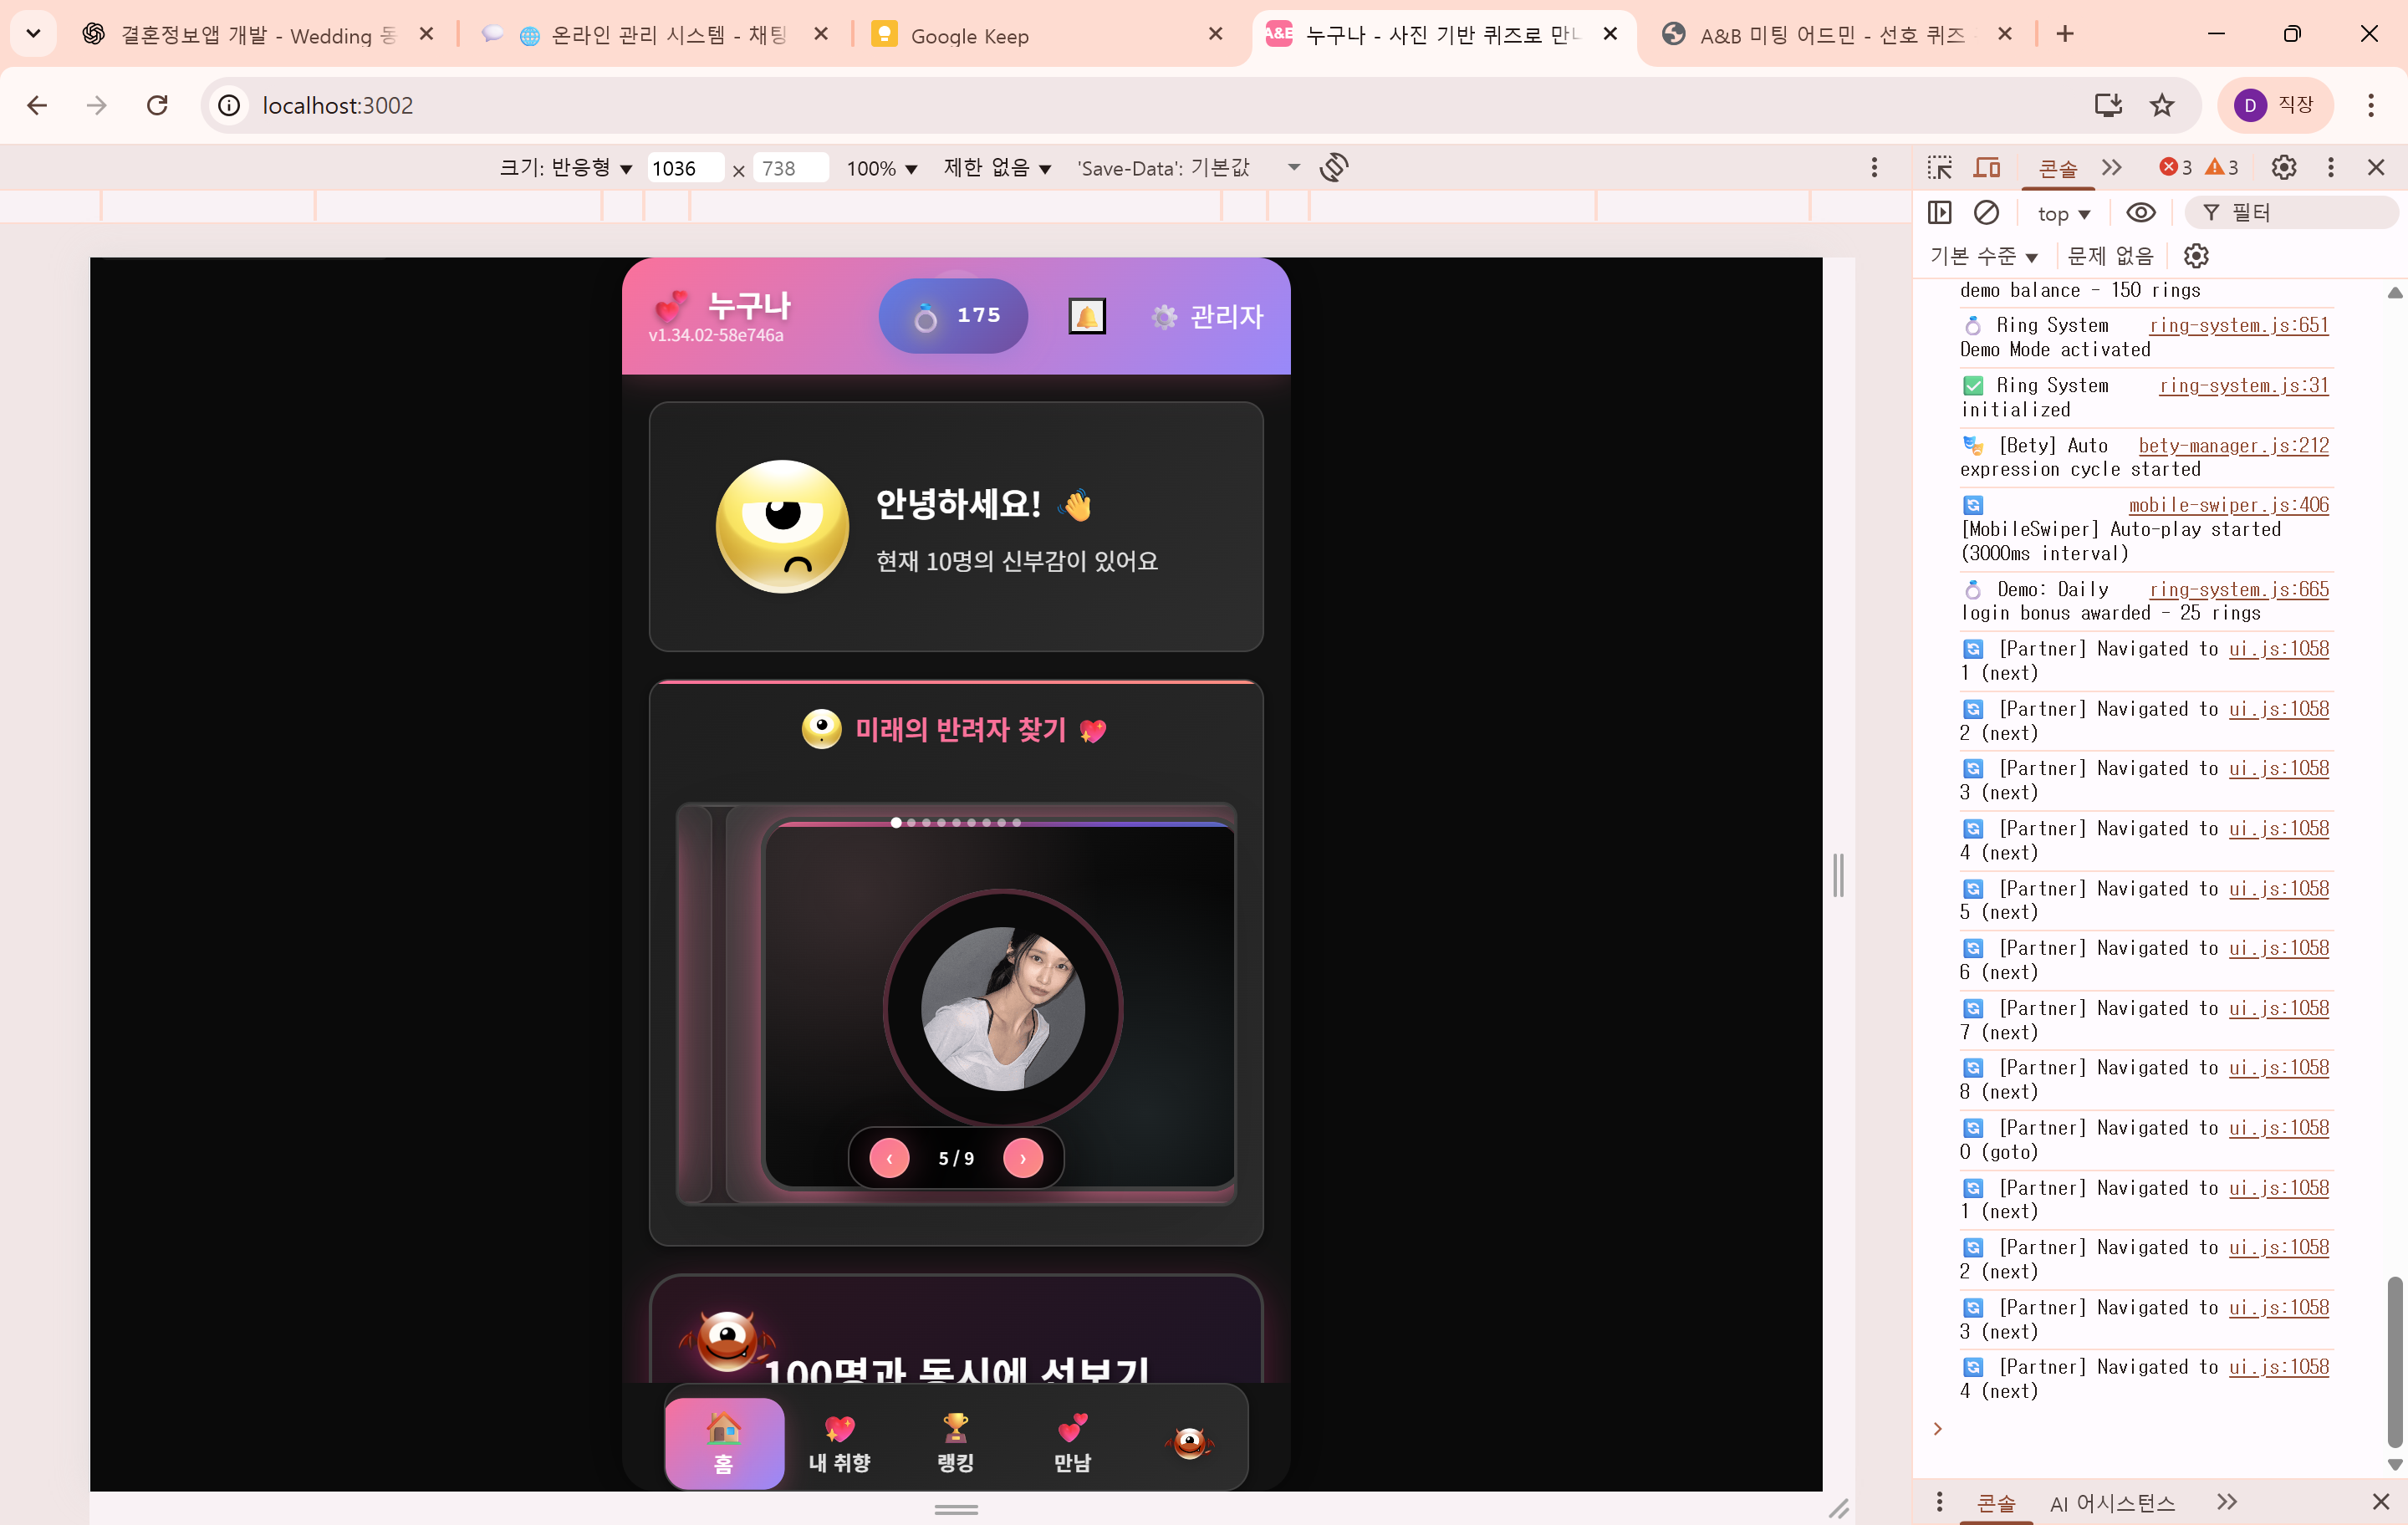 결혼정보앱 개발 - Wedding 동
온라인 관리 시스템 - 채팅
Google Keep
A&B
누구나 - 사진 기반 퀴즈로 만나
A&B 미팅 어드민 - 선호 퀴즈
localhost:3002
D 직장
크기: 반응형 1036 × 738 100% 제한 없음 'Save-Data': 기본값
콘솔 3 3
top 필터
기본 수준 문제 없음
누구나
v1.34.02-58e746a
175
관리자
안녕하세요!
현재 10명의 신부감이 있어요
미래의 반려자 찾기
‹ 5 / 9 ›
100명과 동시에 선보기
홈
내 취향
랭킹
만남
demo balance - 150 rings
Ring System ring-system.js:651
Demo Mode activated
Ring System ring-system.js:31
initialized
[Bety] Auto bety-manager.js:212
expression cycle started
mobile-swiper.js:406
[MobileSwiper] Auto-play started
(3000ms interval)
Demo: Daily ring-system.js:665
login bonus awarded - 25 rings
[Partner] Navigated to ui.js:1058
1 (next)
[Partner] Navigated to ui.js:1058
2 (next)
[Partner] Navigated to ui.js:1058
3 (next)
[Partner] Navigated to ui.js:1058
4 (next)
[Partner] Navigated to ui.js:1058
5 (next)
[Partner] Navigated to ui.js:1058
6 (next)
[Partner] Navigated to ui.js:1058
7 (next)
[Partner] Navigated to ui.js:1058
8 (next)
[Partner] Navigated to ui.js:1058
0 (goto)
[Partner] Navigated to ui.js:1058
1 (next)
[Partner] Navigated to ui.js:1058
2 (next)
[Partner] Navigated to ui.js:1058
3 (next)
[Partner] Navigated to ui.js:1058
4 (next)
콘솔 AI 어시스턴스